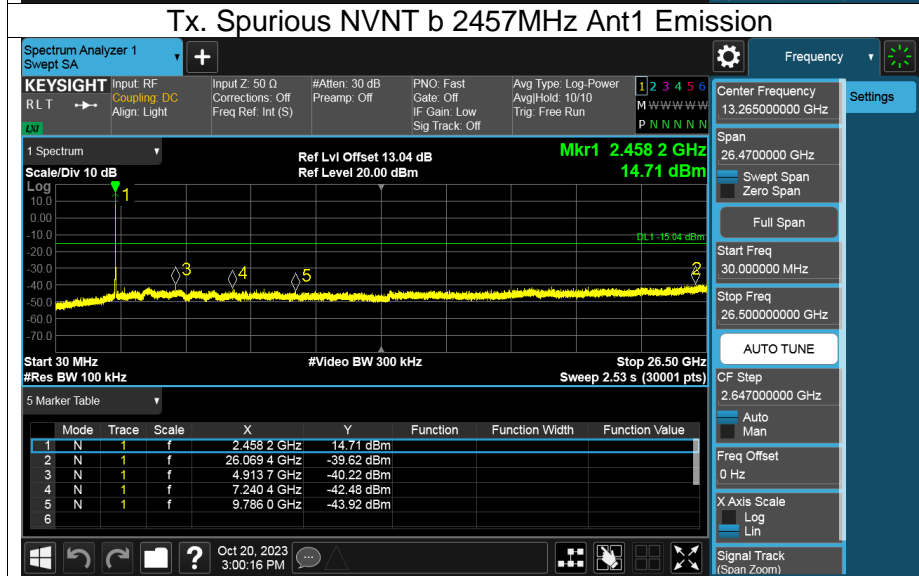 Tx. Spurious NVNT b 2457MHz Ant1 Emission
Spectrum Analyzer 1
Swept SA
+
Frequency
KEYSIGHT
RLT
LXI
Input: RF
Coupling: DC
Align: Light
Input Z: 50 Ω
Corrections: Off
Freq Ref: Int (S)
#Atten: 30 dB
Preamp: Off
PNO: Fast
Gate: Off
IF Gain: Low
Sig Track: Off
Avg Type: Log-Power
Avg|Hold: 10/10
Trig: Free Run
1 2 3 4 5 6
M W W W W W
P N N N N N
Center Frequency
13.265000000 GHz
Settings
1 Spectrum
Ref Lvl Offset 13.04 dB
Mkr1 2.458 2 GHz
Scale/Div 10 dB
Ref Level 20.00 dBm
14.71 dBm
Log
10.0
0.00
-10.0
-20.0
-30.0
-40.0
-50.0
-60.0
-70.0
1
DL1 -15.04 dBm
3
4
5
2
Start 30 MHz
#Video BW 300 kHz
Stop 26.50 GHz
#Res BW 100 kHz
Sweep 2.53 s (30001 pts)
Span
26.4700000 GHz
Swept Span
Zero Span
Full Span
Start Freq
30.000000 MHz
Stop Freq
26.500000000 GHz
AUTO TUNE
CF Step
2.647000000 GHz
Auto
Man
Freq Offset
0 Hz
X Axis Scale
Log
Lin
Signal Track
(Span Zoom)
5 Marker Table
Mode Trace Scale X Y Function Function Width Function Value
1 N 1 f 2.458 2 GHz 14.71 dBm
2 N 1 f 26.069 4 GHz -39.62 dBm
3 N 1 f 4.913 7 GHz -40.22 dBm
4 N 1 f 7.240 4 GHz -42.48 dBm
5 N 1 f 9.786 0 GHz -43.92 dBm
6
?
Oct 20, 2023
3:00:16 PM